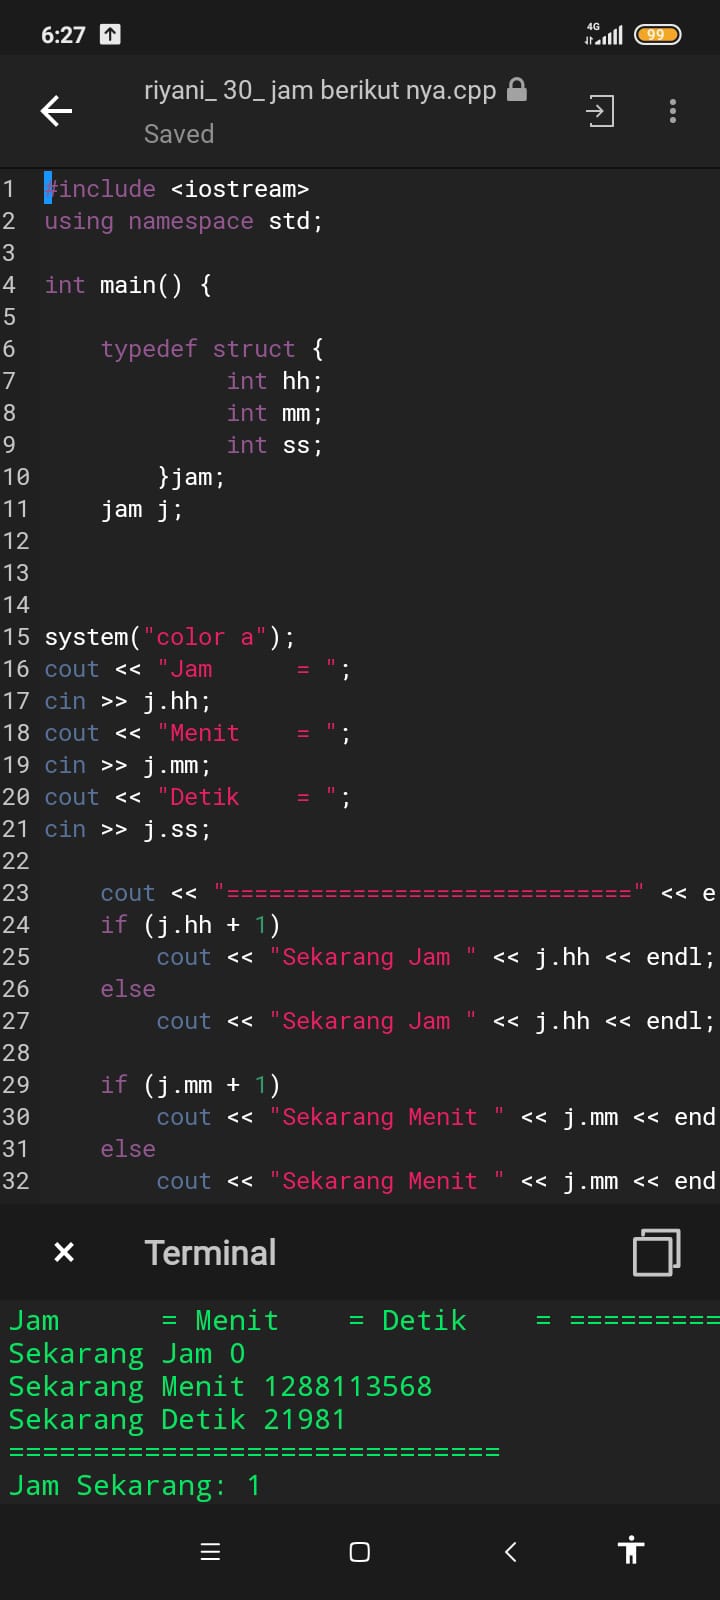 6:27 4G 99
riyani_ 30_ jam berikut nya.cpp
Saved
1 #include <iostream>
2 using namespace std;
3
4 int main() {
5
6     typedef struct {
7              int hh;
8              int mm;
9              int ss;
10         }jam;
11     jam j;
12
13
14
15 system("color a");
16 cout << "Jam      = ";
17 cin >> j.hh;
18 cout << "Menit    = ";
19 cin >> j.mm;
20 cout << "Detik    = ";
21 cin >> j.ss;
22
23     cout << "=============================" << e
24     if (j.hh + 1)
25         cout << "Sekarang Jam " << j.hh << endl;
26     else
27         cout << "Sekarang Jam " << j.hh << endl;
28
29     if (j.mm + 1)
30         cout << "Sekarang Menit " << j.mm << end
31     else
32         cout << "Sekarang Menit " << j.mm << end
Terminal
Jam      = Menit    = Detik    = =========
Sekarang Jam 0
Sekarang Menit 1288113568
Sekarang Detik 21981
=============================
Jam Sekarang: 1